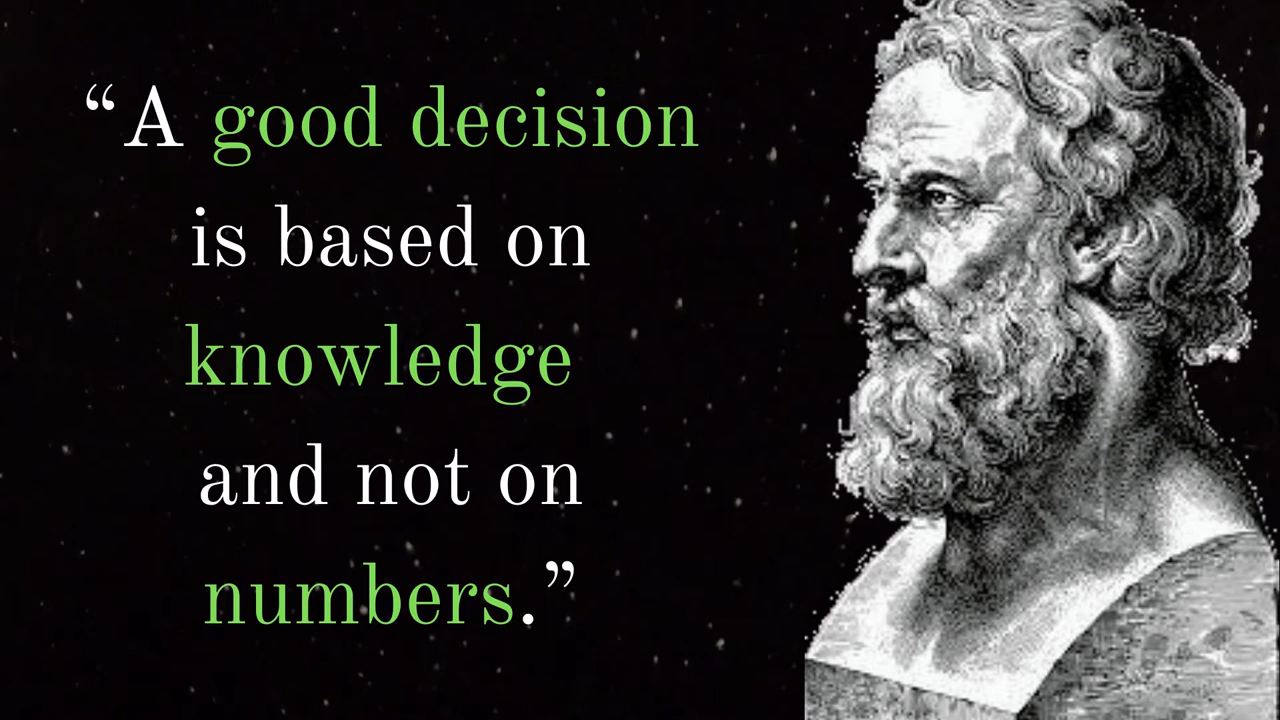 “A good decision
is based on
knowledge
and not on
numbers.”